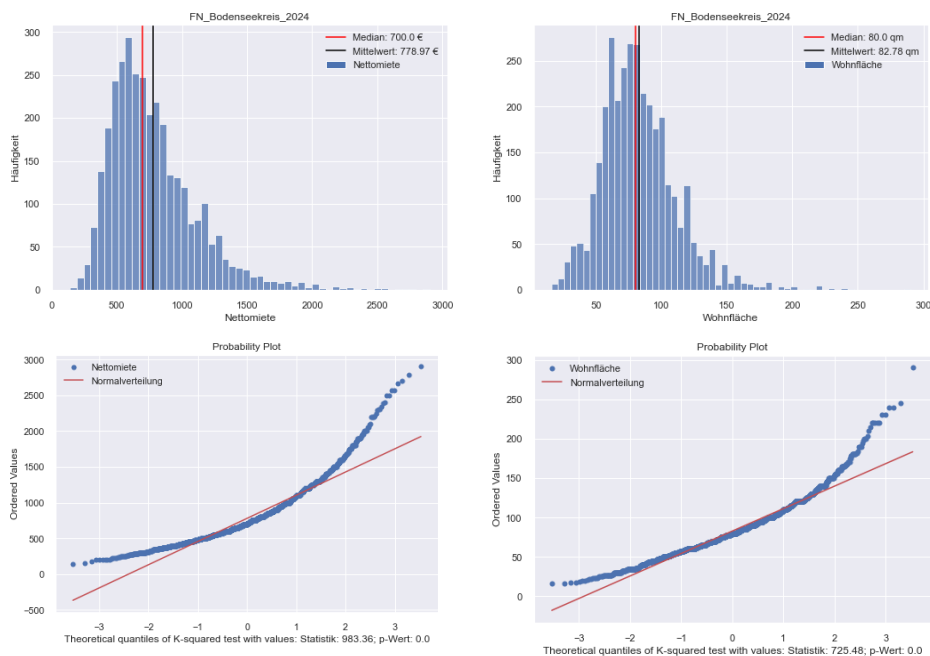 FN_Bodenseekreis_2024
Median: 700.0 €
Mittelwert: 778.97 €
Nettomiete
Häufigkeit
300
250
200
150
100
50
0
0 500 1000 1500 2000 2500 3000
Nettomiete
FN_Bodenseekreis_2024
Median: 80.0 qm
Mittelwert: 82.78 qm
Wohnfläche
Häufigkeit
250
200
150
100
50
0
50 100 150 200 250 300
Wohnfläche
Probability Plot
Nettomiete
Normalverteilung
Ordered Values
3000
2500
2000
1500
1000
500
0
−500
−3 −2 −1 0 1 2 3
Theoretical quantiles of K-squared test with values: Statistik: 983.36; p-Wert: 0.0
Probability Plot
Wohnfläche
Normalverteilung
Ordered Values
300
250
200
150
100
50
0
−3 −2 −1 0 1 2 3
Theoretical quantiles of K-squared test with values: Statistik: 725.48; p-Wert: 0.0